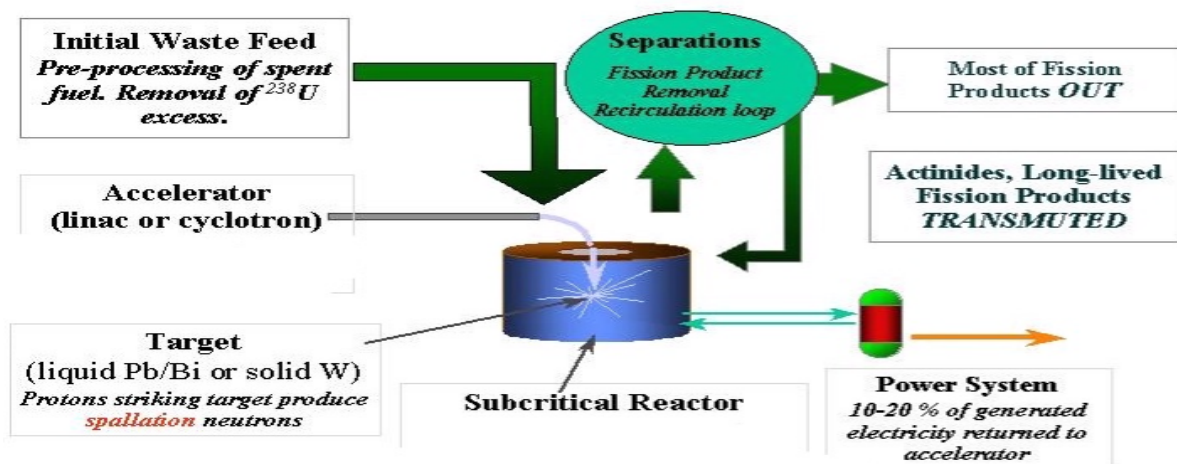 Initial Waste Feed
Pre-processing of spent
fuel. Removal of ²³⁸U
excess.
Separations
Fission Product
Removal
Recirculation loop
Most of Fission
Products OUT
Accelerator
(linac or cyclotron)
Actinides, Long-lived
Fission Products
TRANSMUTED
Target
(liquid Pb/Bi or solid W)
Protons striking target produce
spallation neutrons
Subcritical Reactor
Power System
10-20 % of generated
electricity returned to
accelerator